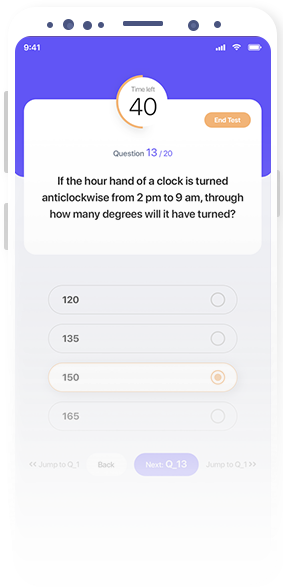 9:41
Time left
40
End Test
Question 13 / 20
If the hour hand of a clock is turned
anticlockwise from 2 pm to 9 am, through
how many degrees will it have turned?
120
135
150
165
Jump to Q_1
Back
Next: Q_13
Jump to Q_1